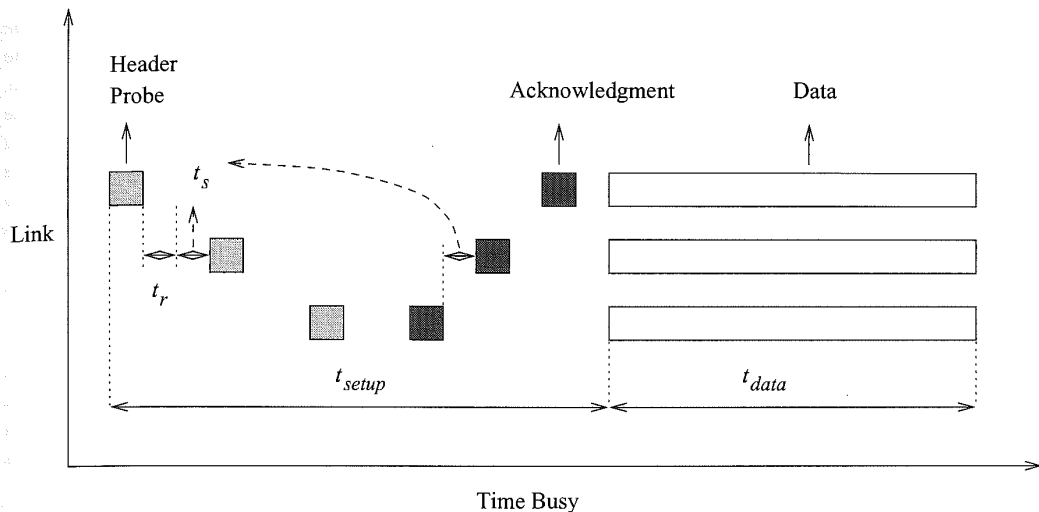 Header
Probe
Acknowledgment
Data
t_s
Link
t_r
t_setup
t_data
Time Busy